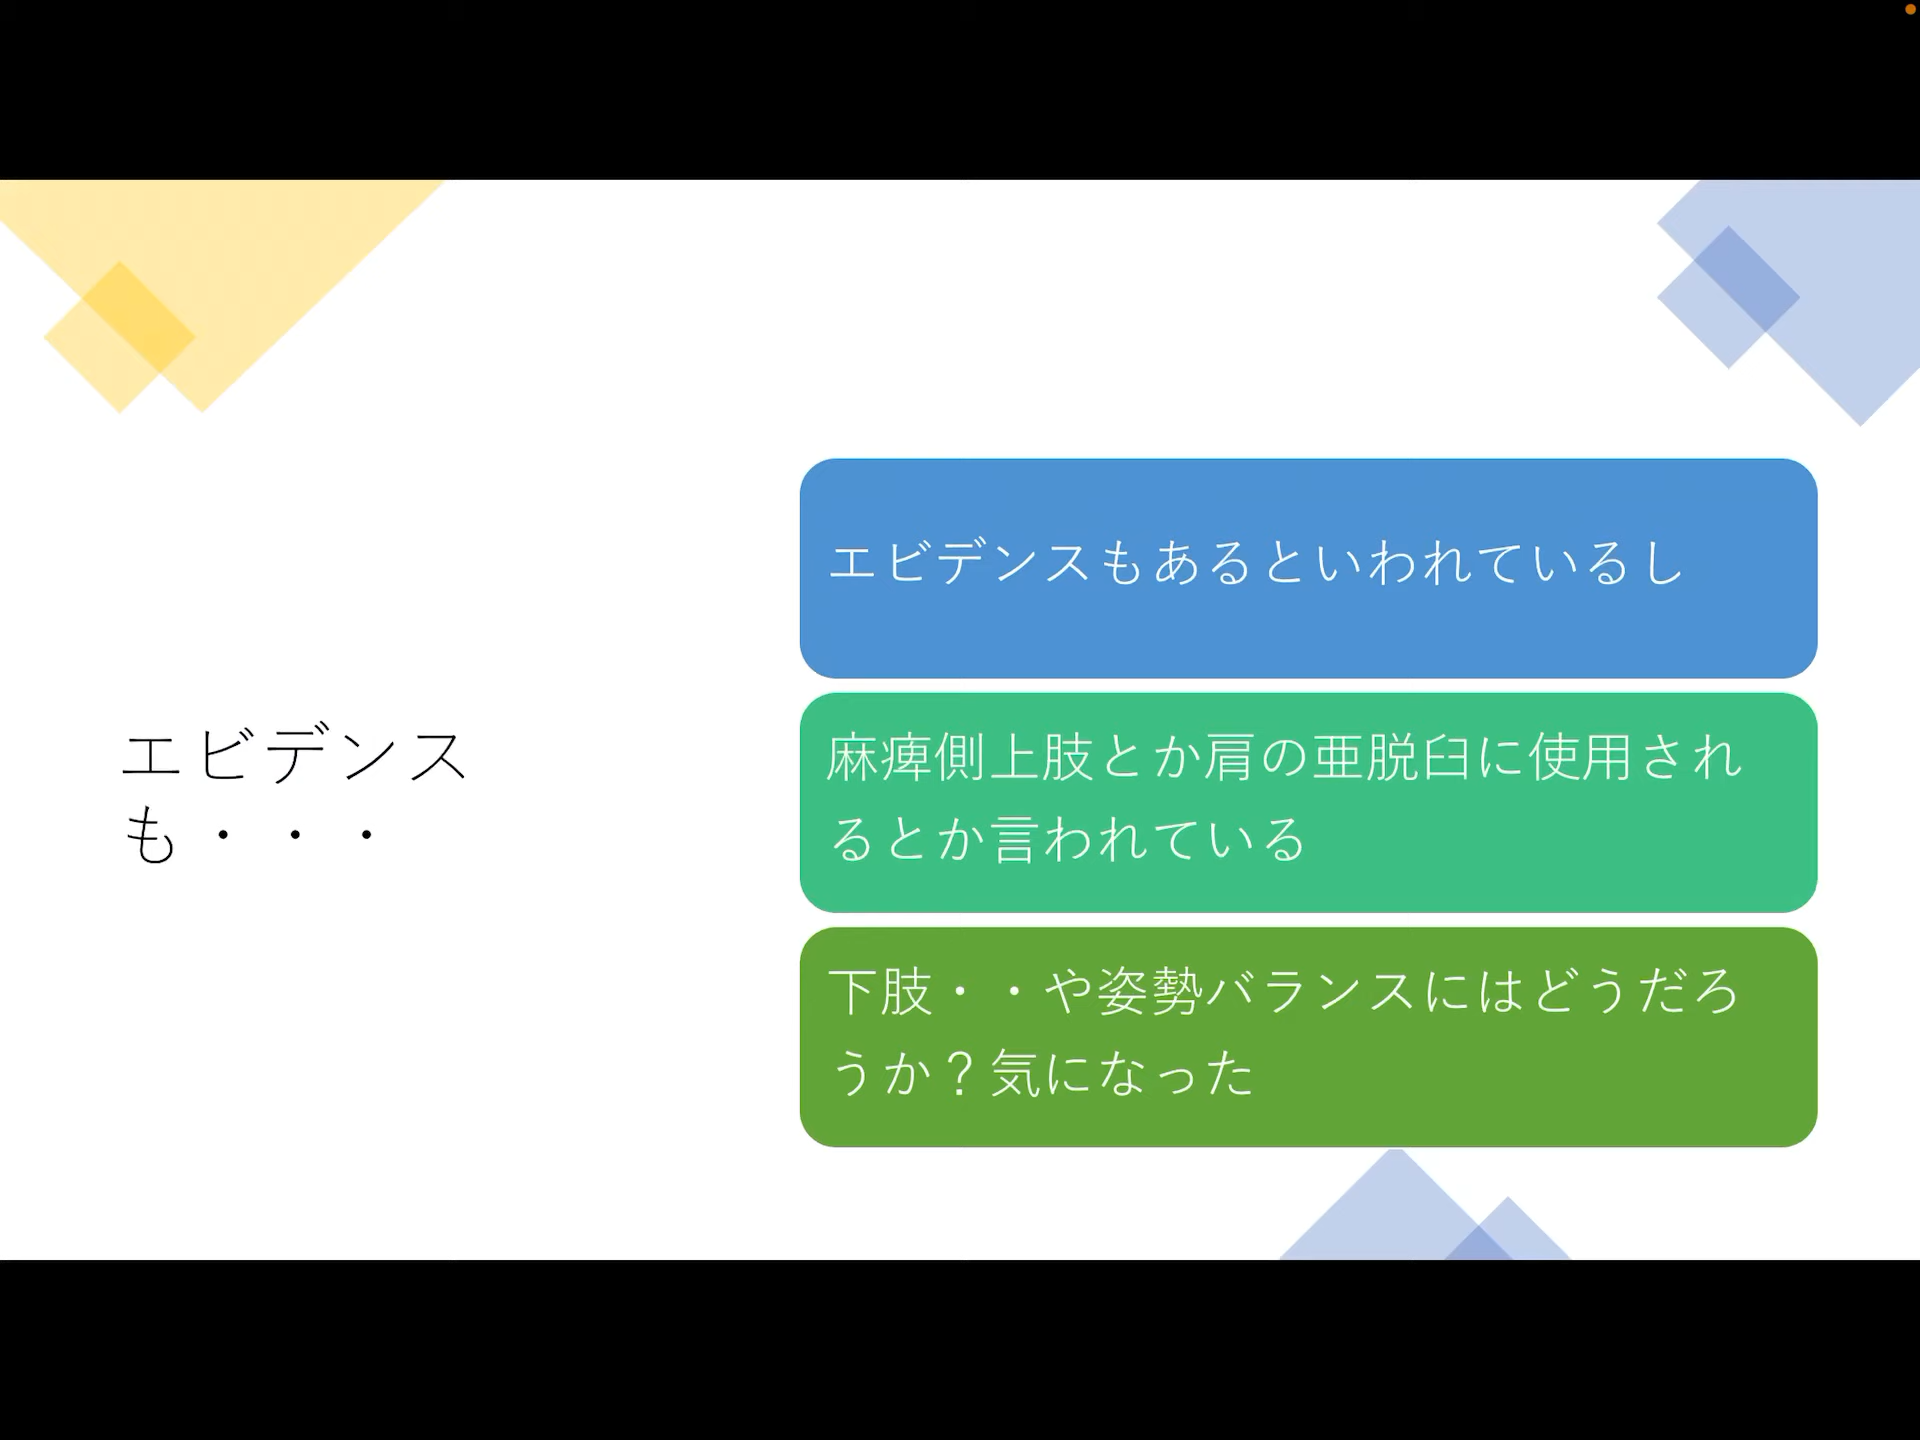 エビデンス
も・・・
エビデンスもあるといわれているし
麻痺側上肢とか肩の亜脱臼に使用され
るとか言われている
下肢・・や姿勢バランスにはどうだろ
うか？気になった